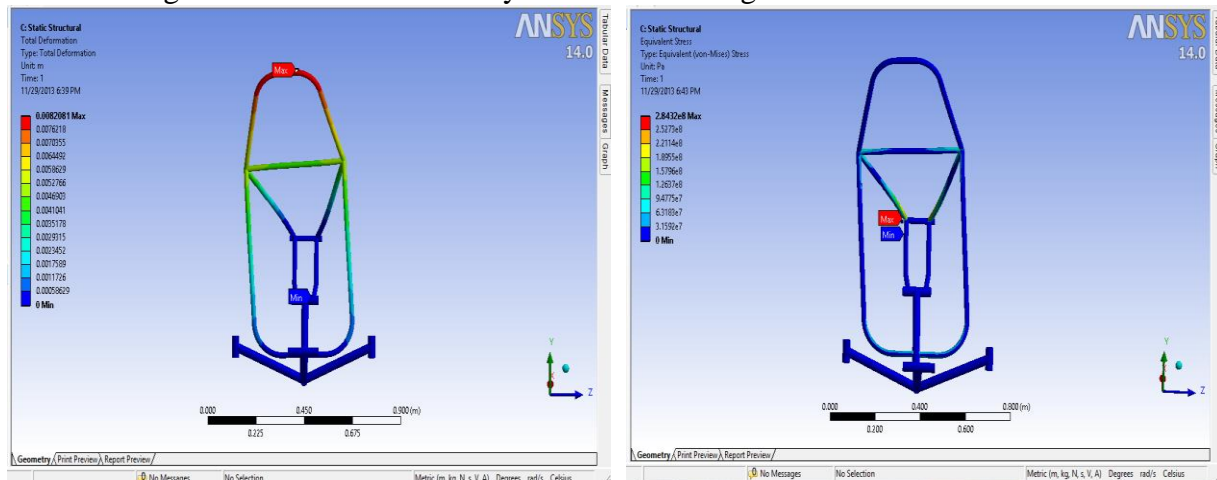 C: Static Structural
Total Deformation
Type: Total Deformation
Unit: m
Time: 1
11/29/2013 6:39 PM
0.0082081 Max
0.0076218
0.0070355
0.0064492
0.0058629
0.0052766
0.0046903
0.0041041
0.0035178
0.0029315
0.0023452
0.0017589
0.0011726
0.00058629
0 Min
ANSYS
14.0
Max
Min
Y
Z
0.000 0.450 0.900 (m)
0.225 0.675
Geometry Print Preview Report Preview
No Messages No Selection Metric (m, kg, N, s, V, A) Degrees rad/s Celsius
Tabular Data
Messages
Graph
C: Static Structural
Equivalent Stress
Type: Equivalent (von-Mises) Stress
Unit: Pa
Time: 1
11/29/2013 6:43 PM
2.8432e8 Max
2.5273e8
2.2114e8
1.8955e8
1.5796e8
1.2637e8
9.4775e7
6.3183e7
3.1592e7
0 Min
ANSYS
14.0
Max
Min
Y
Z
0.000 0.400 0.800 (m)
0.200 0.600
Geometry Print Preview Report Preview
No Messages No Selection Metric (m, kg, N, s, V, A) Degrees rad/s Celsius